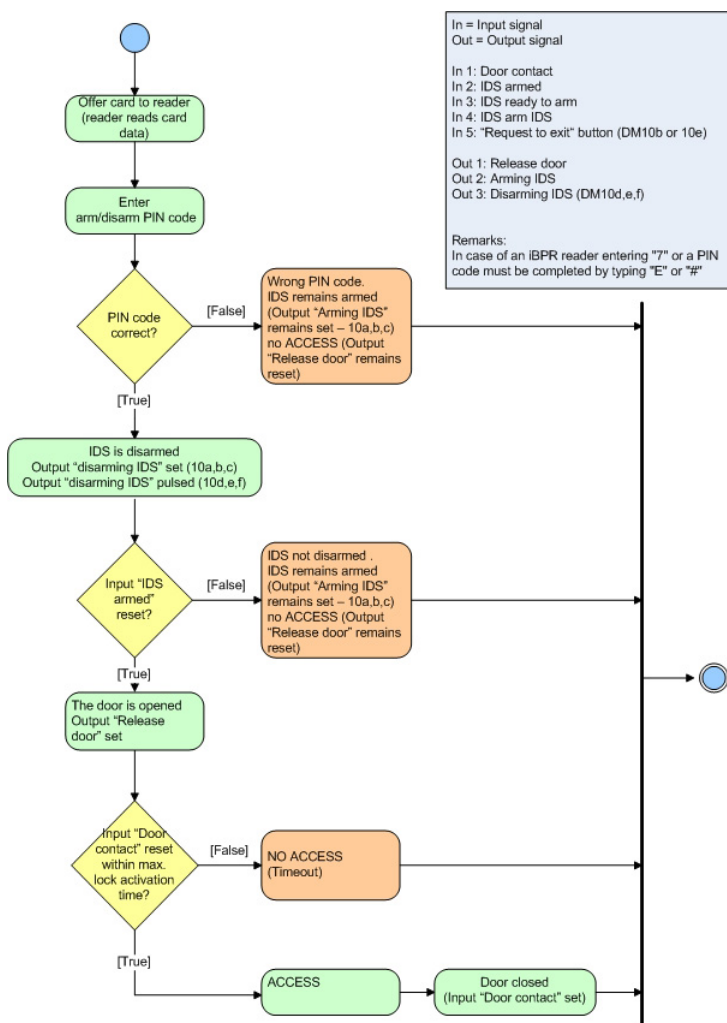 In = Input signal
Out = Output signal
In 1: Door contact
In 2: IDS armed
In 3: IDS ready to arm
In 4: IDS arm IDS
In 5: “Request to exit“ button (DM10b or 10e)
Out 1: Release door
Out 2: Arming IDS
Out 3: Disarming IDS (DM10d,e,f)
Remarks:
In case of an iBPR reader entering "7" or a PIN
code must be completed by typing "E" or "#"
Offer card to reader
(reader reads card
data)
Enter
arm/disarm PIN code
PIN code
correct?
[False]
Wrong PIN code.
IDS remains armed
(Output “Arming IDS”
remains set – 10a,b,c)
no ACCESS (Output
“Release door” remains
reset)
[True]
IDS is disarmed
Output “disarming IDS” set (10a,b,c)
Output “disarming IDS” pulsed (10d,e,f)
Input “IDS
armed”
reset?
[False]
IDS not disarmed .
IDS remains armed
(Output “Arming IDS”
remains set – 10a,b,c)
no ACCESS (Output
“Release door” remains
reset)
[True]
The door is opened
Output “Release
door” set
Input “Door
contact” reset
within max.
lock activation
time?
[False]
NO ACCESS
(Timeout)
[True]
ACCESS
Door closed
(Input “Door contact” set)